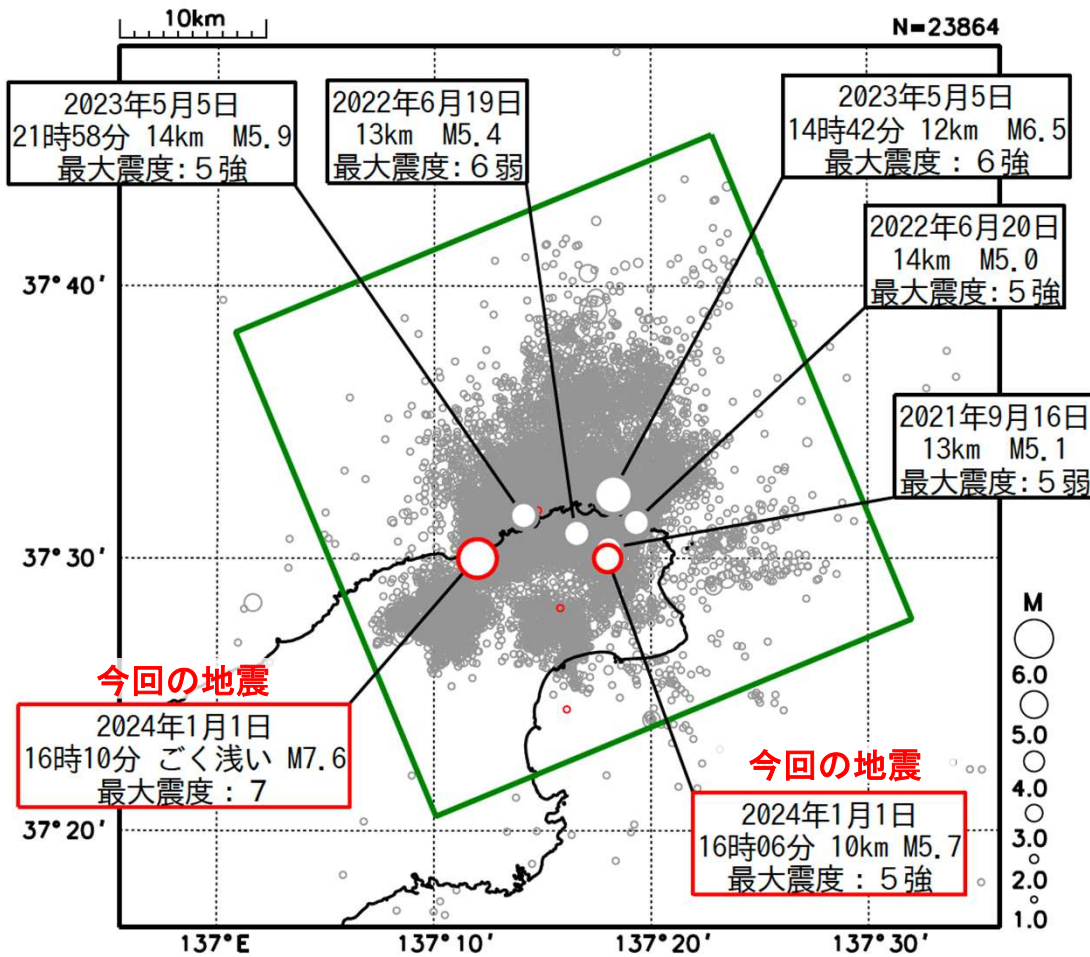 10km
N=23864
2023年5月5日
21時58分 14km M5.9
最大震度:5強
2022年6月19日
13km M5.4
最大震度:6弱
2023年5月5日
14時42分 12km M6.5
最大震度:6強
2022年6月20日
14km M5.0
最大震度:5強
2021年9月16日
13km M5.1
最大震度:5弱
37°40′
37°30′
37°20′
今回の地震
2024年1月1日
16時10分 ごく浅い M7.6
最大震度:7
今回の地震
2024年1月1日
16時06分 10km M5.7
最大震度:5強
M
6.0
5.0
4.0
3.0
2.0
1.0
137°E
137°10′
137°20′
137°30′